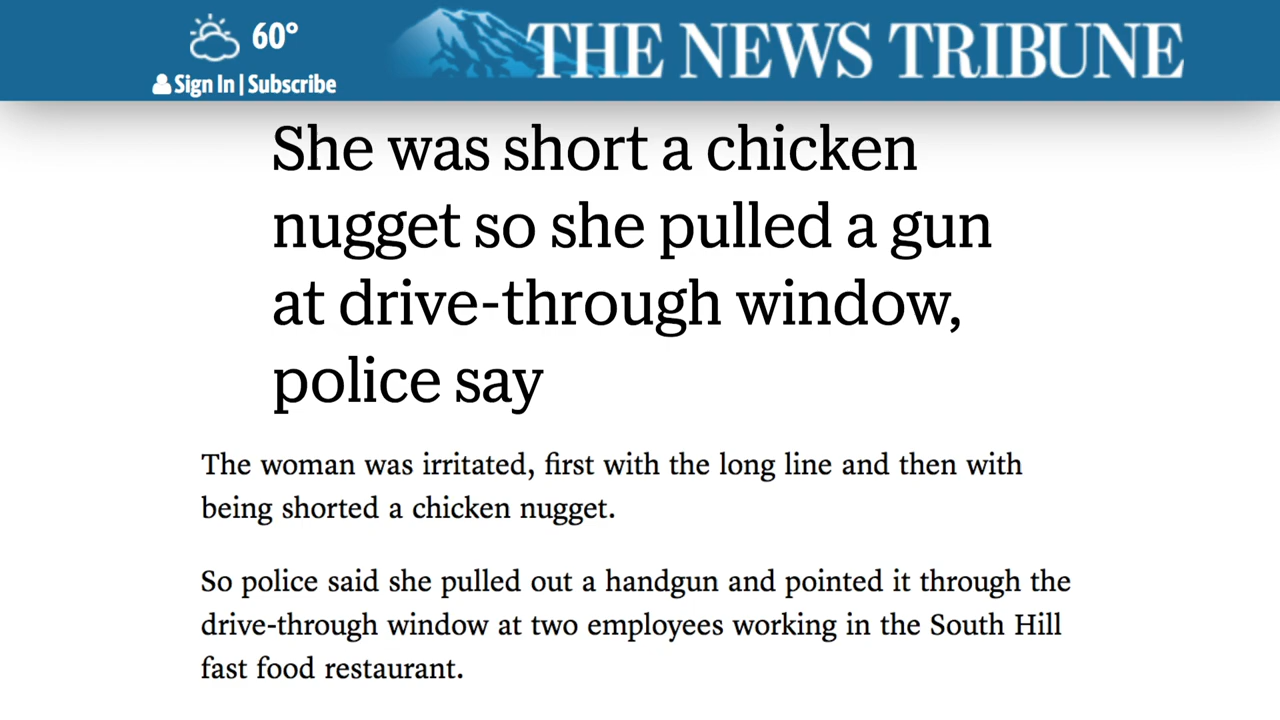 60°
THE NEWS TRIBUNE
Sign In | Subscribe
She was short a chicken
nugget so she pulled a gun
at drive-through window,
police say
The woman was irritated, first with the long line and then with
being shorted a chicken nugget.
So police said she pulled out a handgun and pointed it through the
drive-through window at two employees working in the South Hill
fast food restaurant.